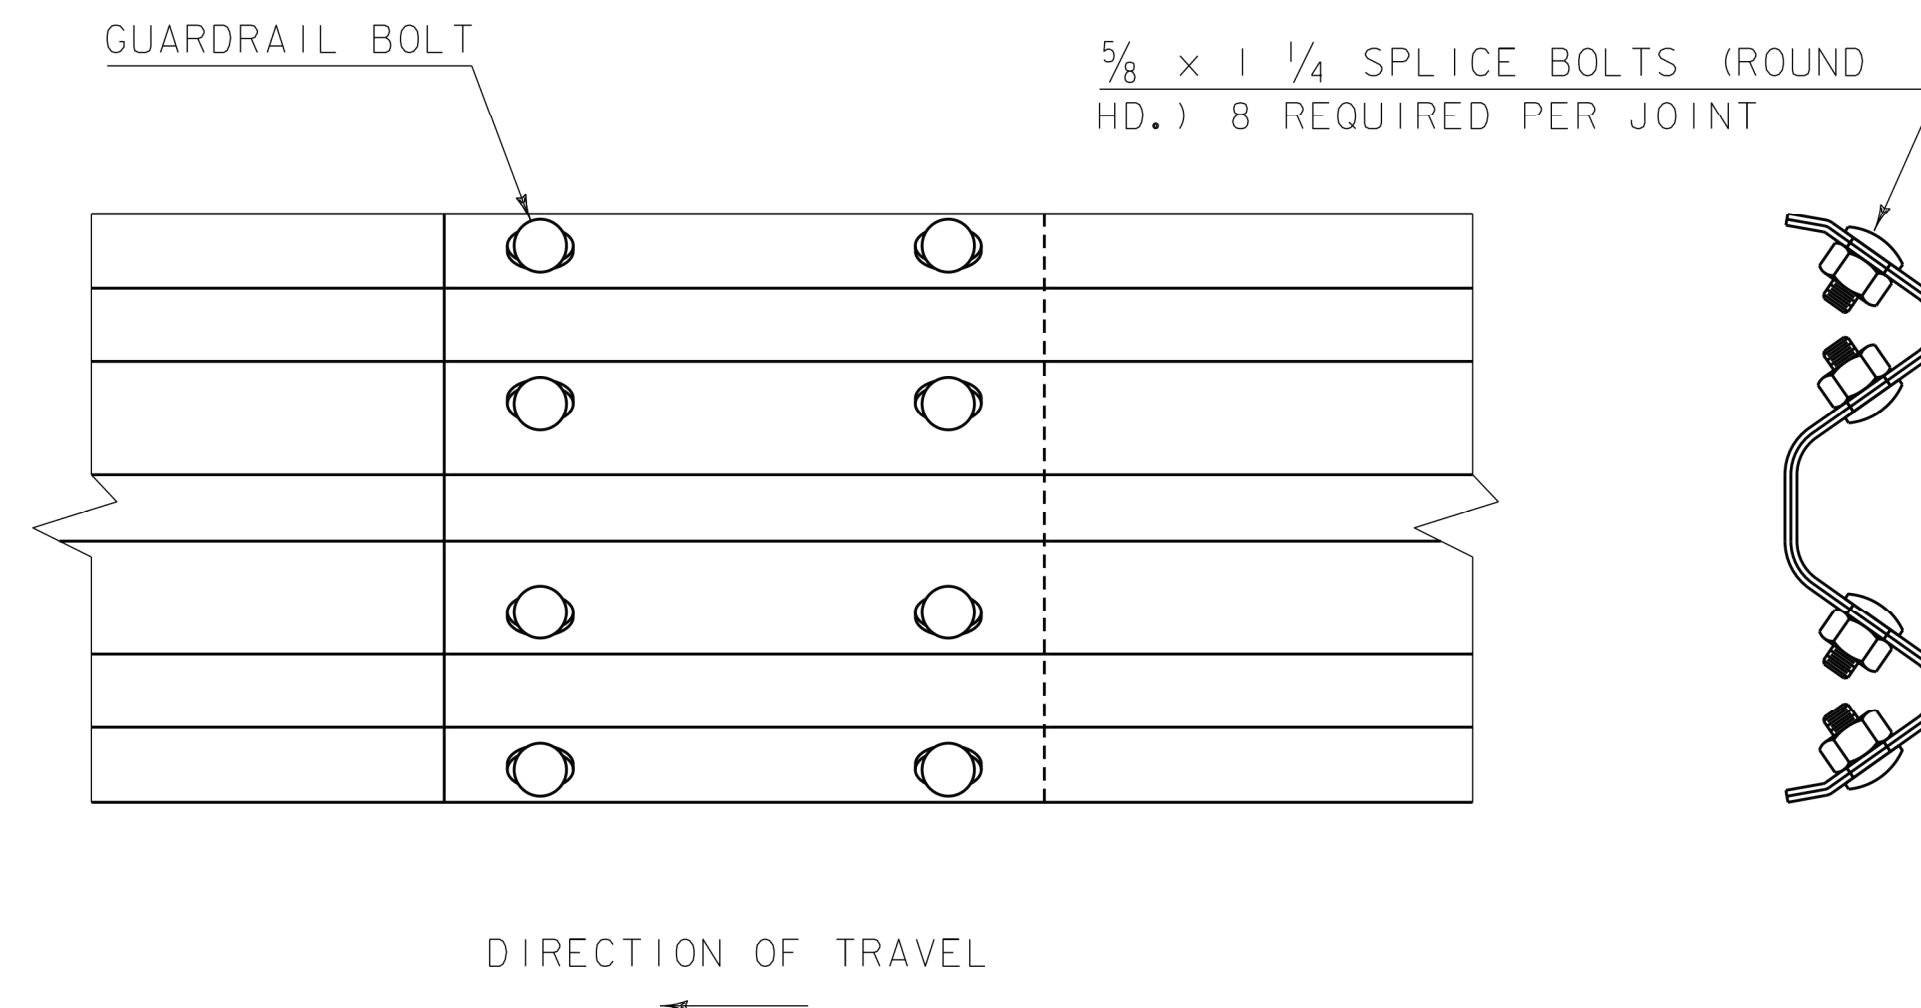 GUARDRAIL BOLT
5/8 x 1 1/4 SPLICE BOLTS (ROUND
HD.) 8 REQUIRED PER JOINT
DIRECTION OF TRAVEL